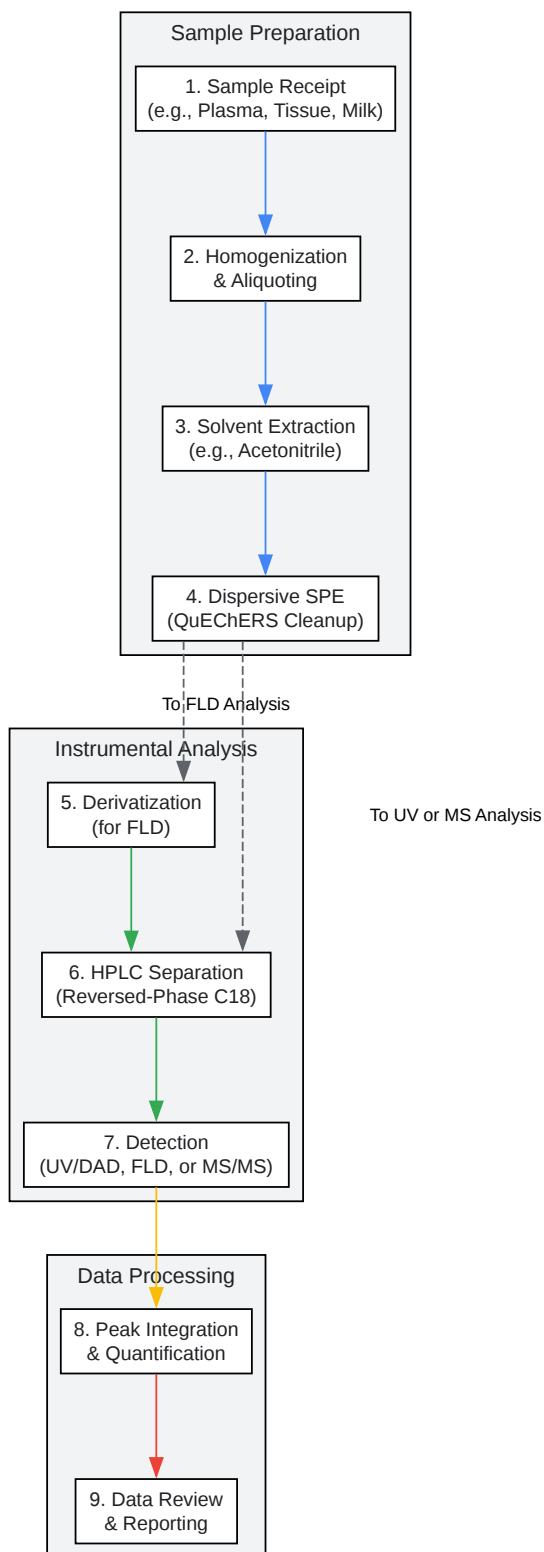 Sample Preparation
1. Sample Receipt
(e.g., Plasma, Tissue, Milk)
2. Homogenization
& Aliquoting
3. Solvent Extraction
(e.g., Acetonitrile)
4. Dispersive SPE
(QuEChERS Cleanup)
To FLD Analysis
Instrumental Analysis
5. Derivatization
(for FLD)
To UV or MS Analysis
6. HPLC Separation
(Reversed-Phase C18)
7. Detection
(UV/DAD, FLD, or MS/MS)
Data Processing
8. Peak Integration
& Quantification
9. Data Review
& Reporting